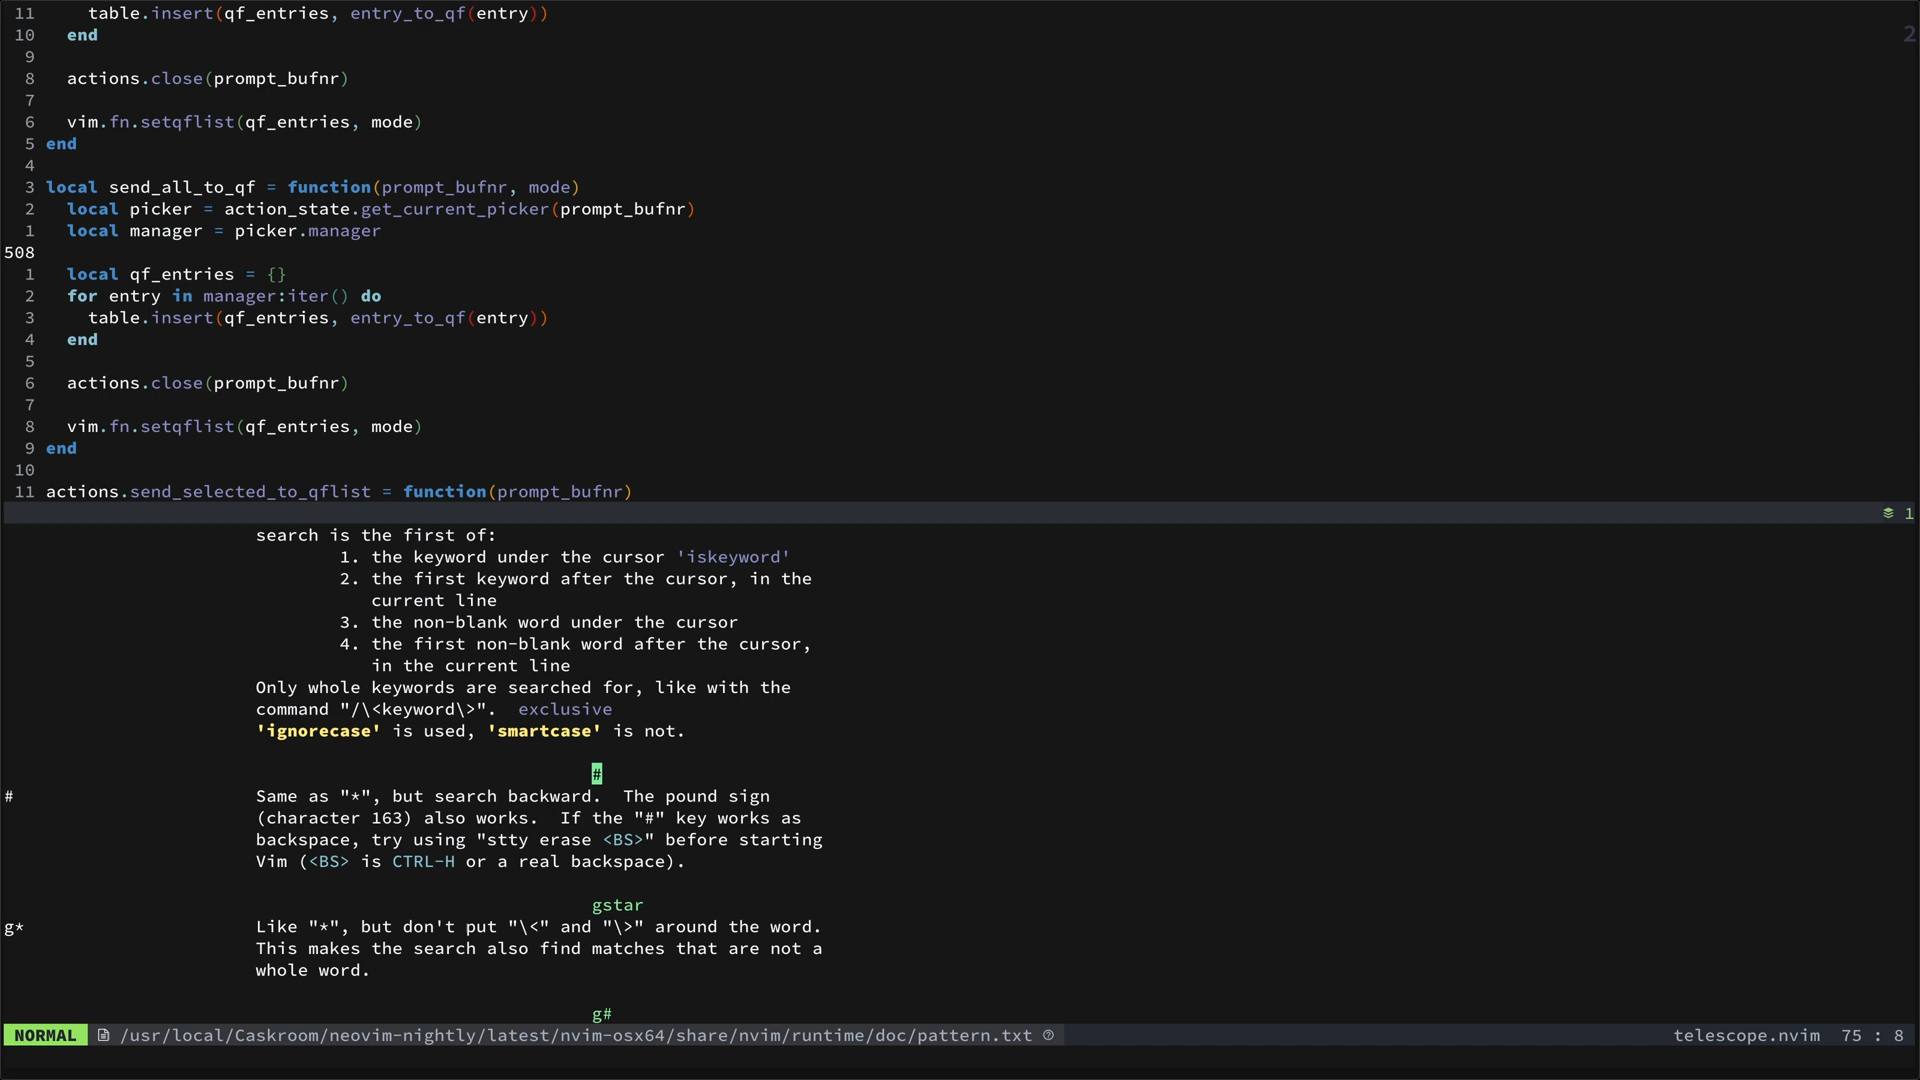 11     table.insert(qf_entries, entry_to_qf(entry))
10   end
2
9
8   actions.close(prompt_bufnr)
7
6   vim.fn.setqflist(qf_entries, mode)
5 end
4
3 local send_all_to_qf = function(prompt_bufnr, mode)
2   local picker = action_state.get_current_picker(prompt_bufnr)
1   local manager = picker.manager
508
1   local qf_entries = {}
2   for entry in manager:iter() do
3     table.insert(qf_entries, entry_to_qf(entry))
4   end
5
6   actions.close(prompt_bufnr)
7
8   vim.fn.setqflist(qf_entries, mode)
9 end
10
11 actions.send_selected_to_qflist = function(prompt_bufnr)
1
search is the first of:
1. the keyword under the cursor 'iskeyword'
2. the first keyword after the cursor, in the
current line
3. the non-blank word under the cursor
4. the first non-blank word after the cursor,
in the current line
Only whole keywords are searched for, like with the
command "/\<keyword\>".  exclusive
'ignorecase' is used, 'smartcase' is not.
#
#    Same as "*", but search backward.  The pound sign
(character 163) also works.  If the "#" key works as
backspace, try using "stty erase <BS>" before starting
Vim (<BS> is CTRL-H or a real backspace).
gstar
g*    Like "*", but don't put "\<" and "\>" around the word.
This makes the search also find matches that are not a
whole word.
g#
NORMAL /usr/local/Caskroom/neovim-nightly/latest/nvim-osx64/share/nvim/runtime/doc/pattern.txt telescope.nvim 75 : 8